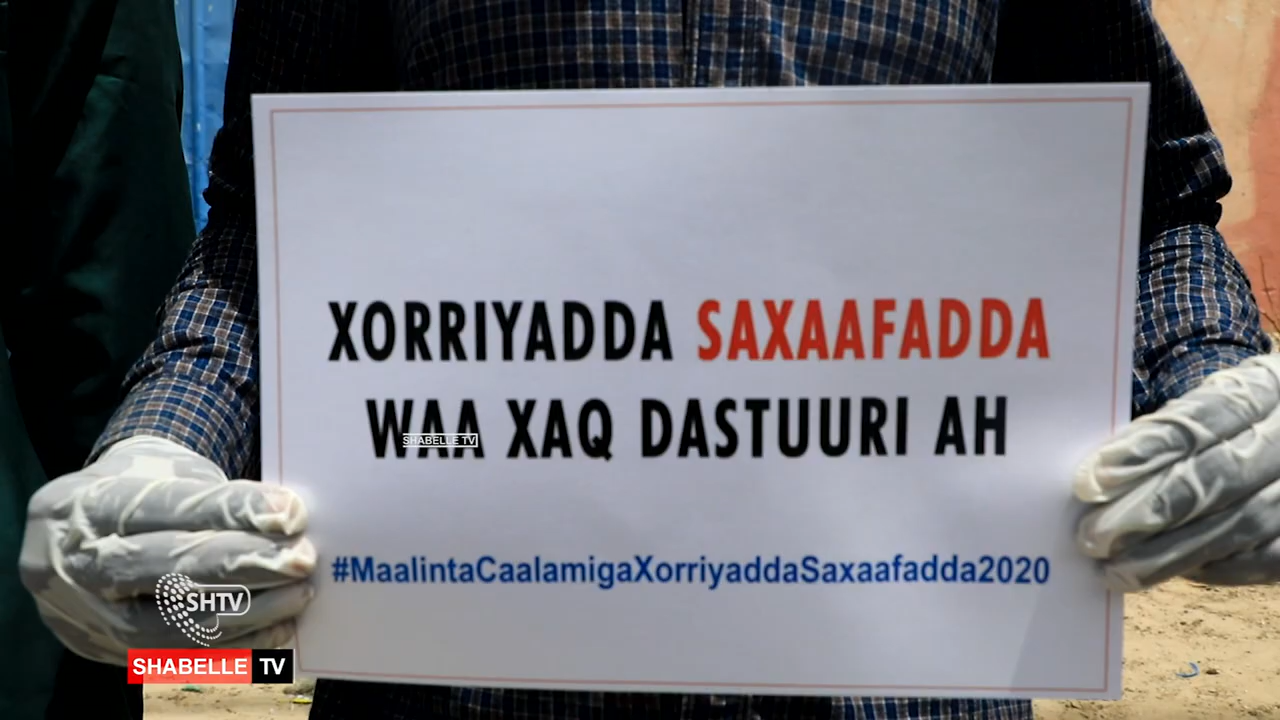 XORRIYADDA SAXAAFADDA
WAA XAQ DASTUURI AH
SHABELLE TV
#MaalintaCaalamigaXorriyaddaSaxaafadda2020
SHTV
SHABELLE TV